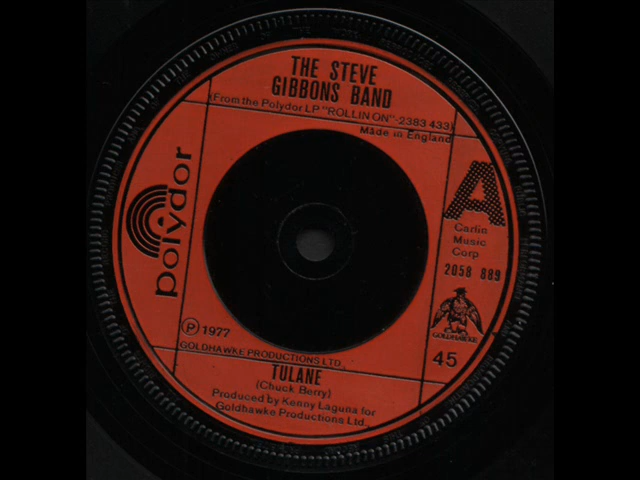 THE STEVE
GIBBONS BAND
(From the Polydor LP "ROLLIN ON"-2383 433)
Made in England
polydor
A
Carlin
Music
Corp
2058 889
GOLDHAWKE
45
℗ 1977
GOLDHAWKE PRODUCTIONS LTD.,
TULANE
(Chuck Berry)
Produced by Kenny Laguna for
Goldhawke Productions Ltd.,